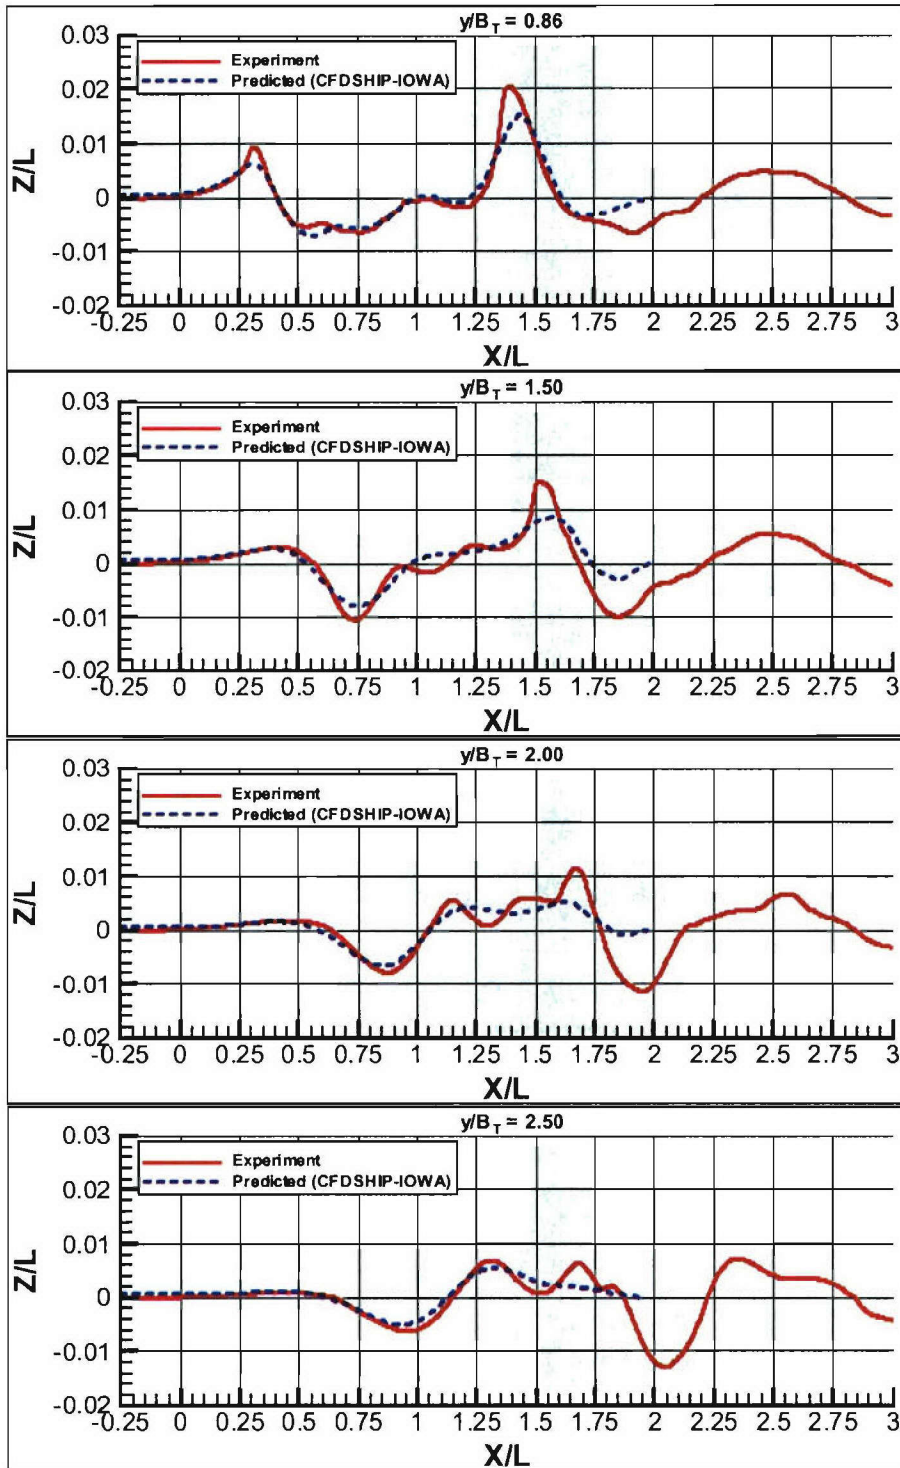 y/B_T = 0.86
0.03
Experiment
Predicted (CFDSHIP-IOWA)
0.02
0.01
Z/L
0
-0.01
-0.02
-0.25 0 0.25 0.5 0.75 1 1.25 1.5 1.75 2 2.25 2.5 2.75 3
X/L
y/B_T = 1.50
0.03
Experiment
Predicted (CFDSHIP-IOWA)
0.02
0.01
Z/L
0
-0.01
-0.02
-0.25 0 0.25 0.5 0.75 1 1.25 1.5 1.75 2 2.25 2.5 2.75 3
X/L
y/B_T = 2.00
0.03
Experiment
Predicted (CFDSHIP-IOWA)
0.02
0.01
Z/L
0
-0.01
-0.02
-0.25 0 0.25 0.5 0.75 1 1.25 1.5 1.75 2 2.25 2.5 2.75 3
X/L
y/B_T = 2.50
0.03
Experiment
Predicted (CFDSHIP-IOWA)
0.02
0.01
Z/L
0
-0.01
-0.02
-0.25 0 0.25 0.5 0.75 1 1.25 1.5 1.75 2 2.25 2.5 2.75 3
X/L